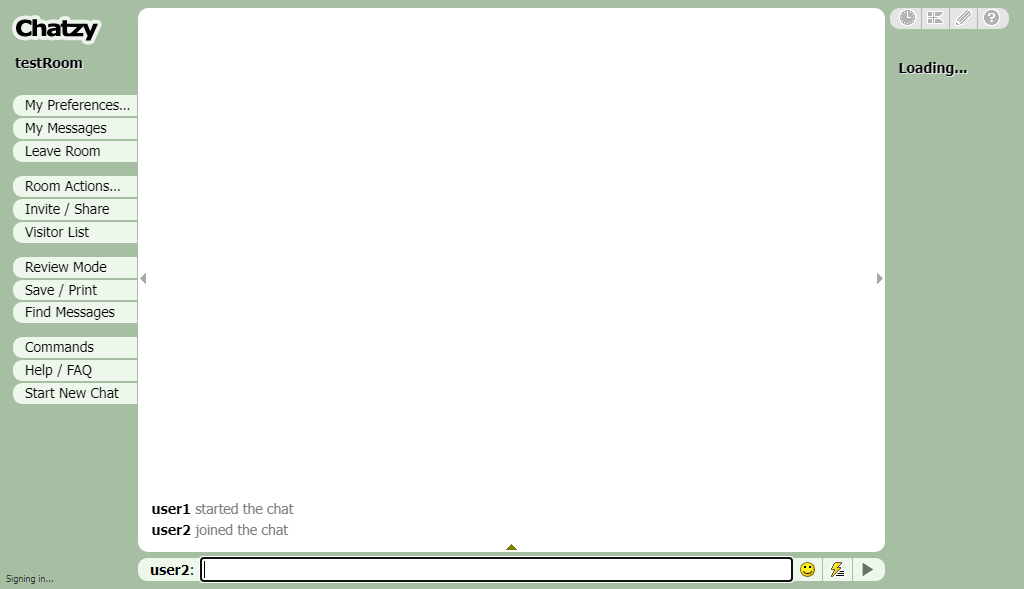 Chatzy
testRoom
My Preferences...
My Messages
Leave Room
Room Actions...
Invite / Share
Visitor List
Review Mode
Save / Print
Find Messages
Commands
Help / FAQ
Start New Chat
Signing in...
user1 started the chat
user2 joined the chat
user2:
Loading...